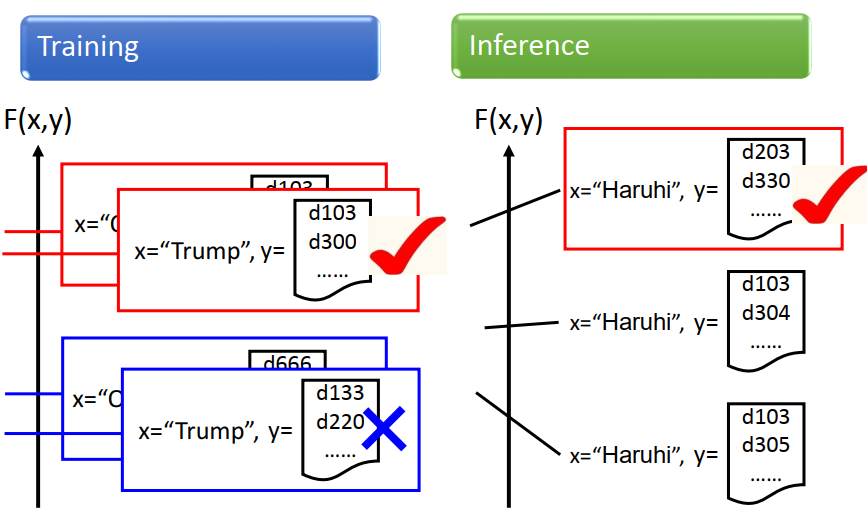 Training
Inference
F(x,y)
d103
x="
x="Trump", y=
d103
d300
......
d666
x="
x="Trump", y=
d133
d220
......
F(x,y)
x="Haruhi", y=
d203
d330
......
x="Haruhi", y=
d103
d304
......
x="Haruhi", y=
d103
d305
......